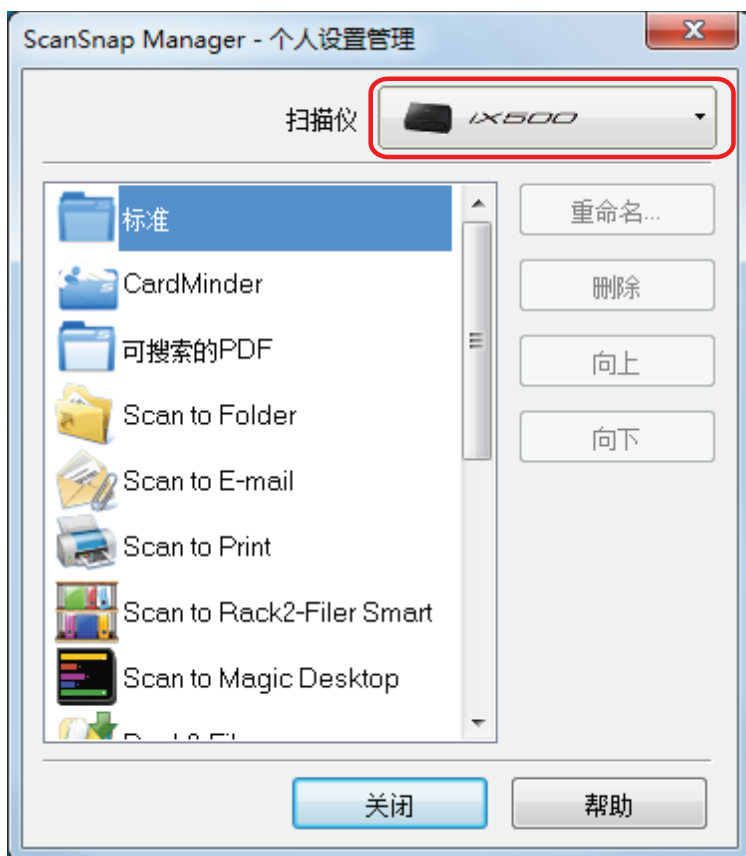 ScanSnap Manager - 个人设置管理
扫描仪
iX500
标准
重命名...
CardMinder
删除
可搜索的PDF
向上
Scan to Folder
向下
Scan to E-mail
Scan to Print
Scan to Rack2-Filer Smart
Scan to Magic Desktop
关闭
帮助